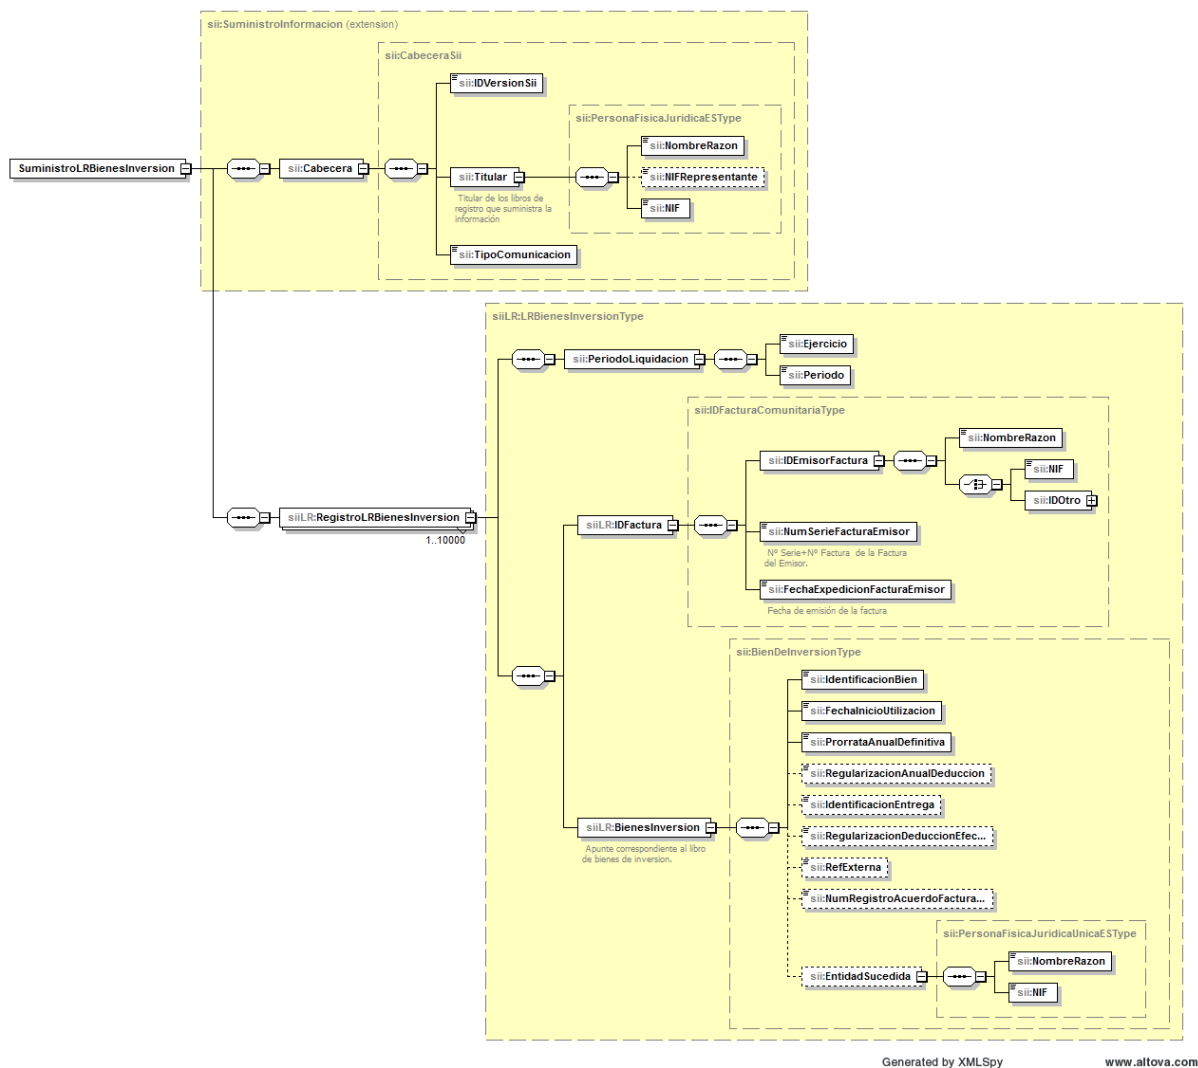 sii:SuministroInformacion (extension)
sii:CabeceraSii
sii:IDVersionSii
sii:PersonaFisicaJuridicaESType
sii:NombreRazon
SuministroLRBienesInversion
sii:Cabecera
sii:Titular
sii:NIFRepresentante
Titular de los libros de
registro que suministra la
información
sii:NIF
sii:TipoComunicacion
siiLR:LRBienesInversionType
sii:PeriodoLiquidacion
sii:Ejercicio
sii:Periodo
sii:IDFacturaComunitariaType
sii:IDEmisorFactura
sii:NombreRazon
sii:NIF
sii:IDOtro
siiLR:RegistroLRBienesInversion
1..10000
siiLR:IDFactura
sii:NumSerieFacturaEmisor
Nº Serie+Nº Factura de la Factura
del Emisor.
sii:FechaExpedicionFacturaEmisor
Fecha de emisión de la factura
sii:BienDeInversionType
sii:IdentificacionBien
sii:FechaInicioUtilizacion
sii:ProrrataAnualDefinitiva
sii:RegularizacionAnualDeduccion
sii:IdentificacionEntrega
siiLR:BienesInversion
Apunte correspondiente al libro
de bienes de inversion.
sii:RegularizacionDeduccionEfec...
sii:RefExterna
sii:NumRegistroAcuerdoFactura...
sii:PersonaFisicaJuridicaUnicaESType
sii:EntidadSucedida
sii:NombreRazon
sii:NIF
Generated by XMLSpy
www.altova.com